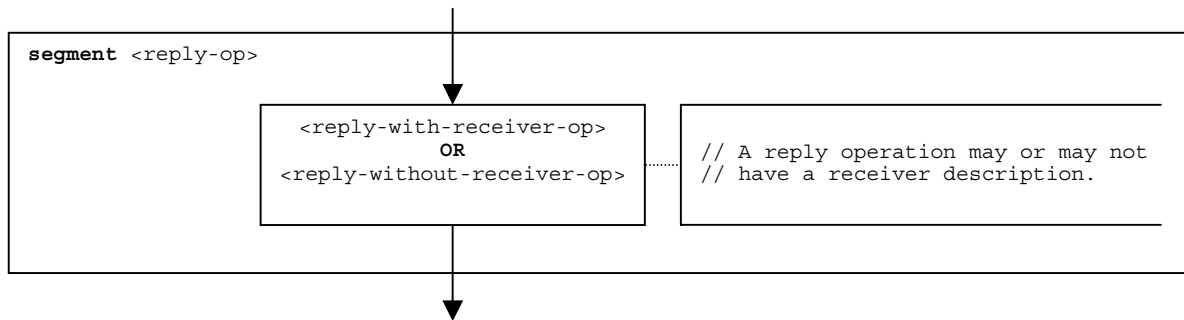 segment <reply-op>
<reply-with-receiver-op>
OR
<reply-without-receiver-op>
// A reply operation may or may not
// have a receiver description.